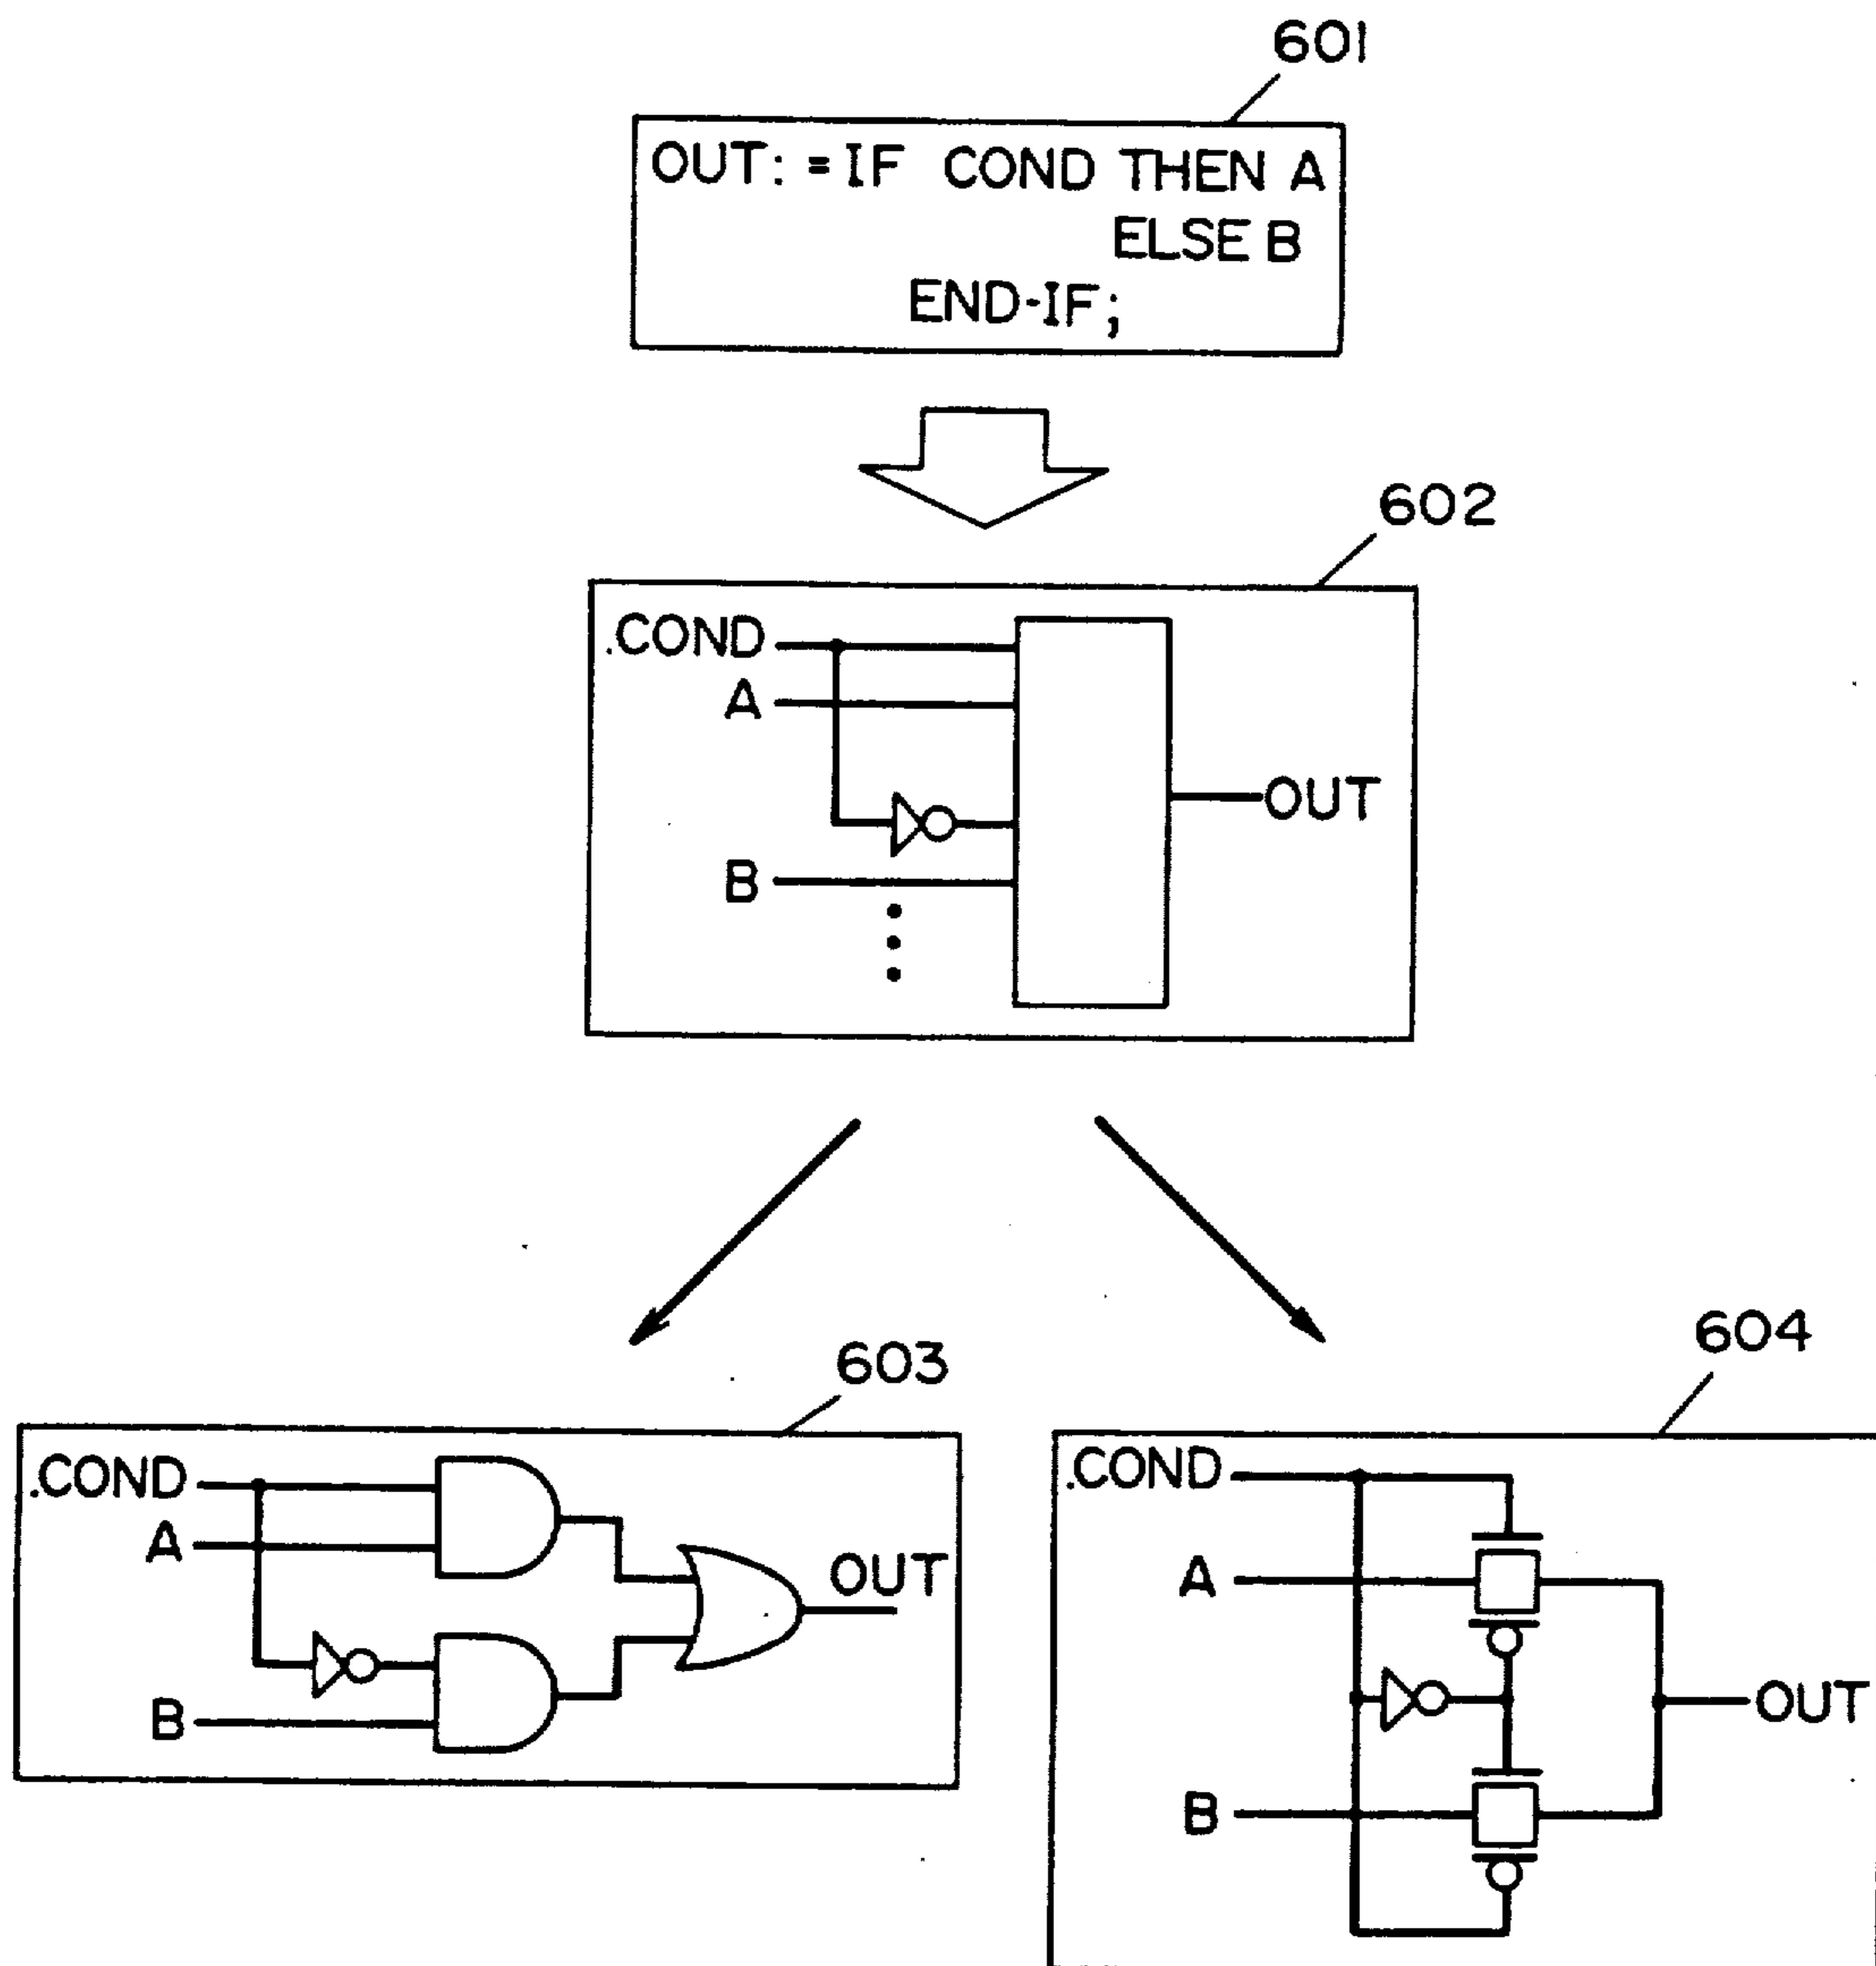 601
OUT: =IF COND THEN A
ELSE B
END-IF;
602
.COND
A
OUT
B
603
604
.COND
A
OUT
B
.COND
A
OUT
B